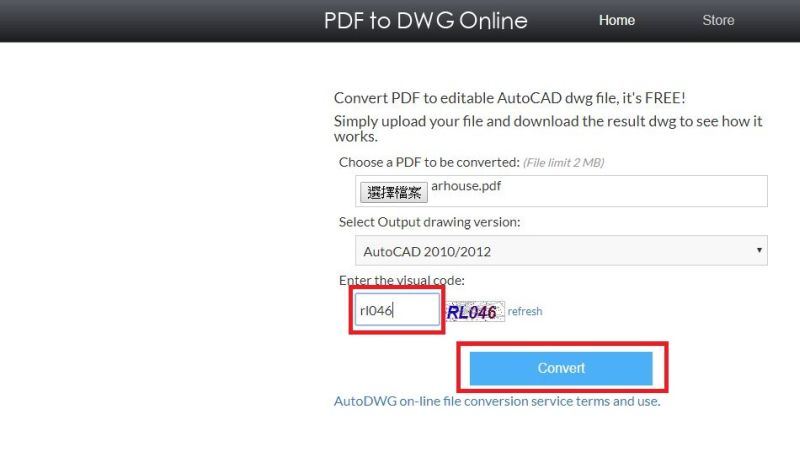 PDF to DWG Online Home Store
Convert PDF to editable AutoCAD dwg file, it's FREE!
Simply upload your file and download the result dwg to see how it
works.
Choose a PDF to be converted: (File limit 2 MB)
選擇檔案 arhouse.pdf
Select Output drawing version:
AutoCAD 2010/2012
Enter the visual code:
rl046 RL046 refresh
Convert
AutoDWG on-line file conversion service terms and use.